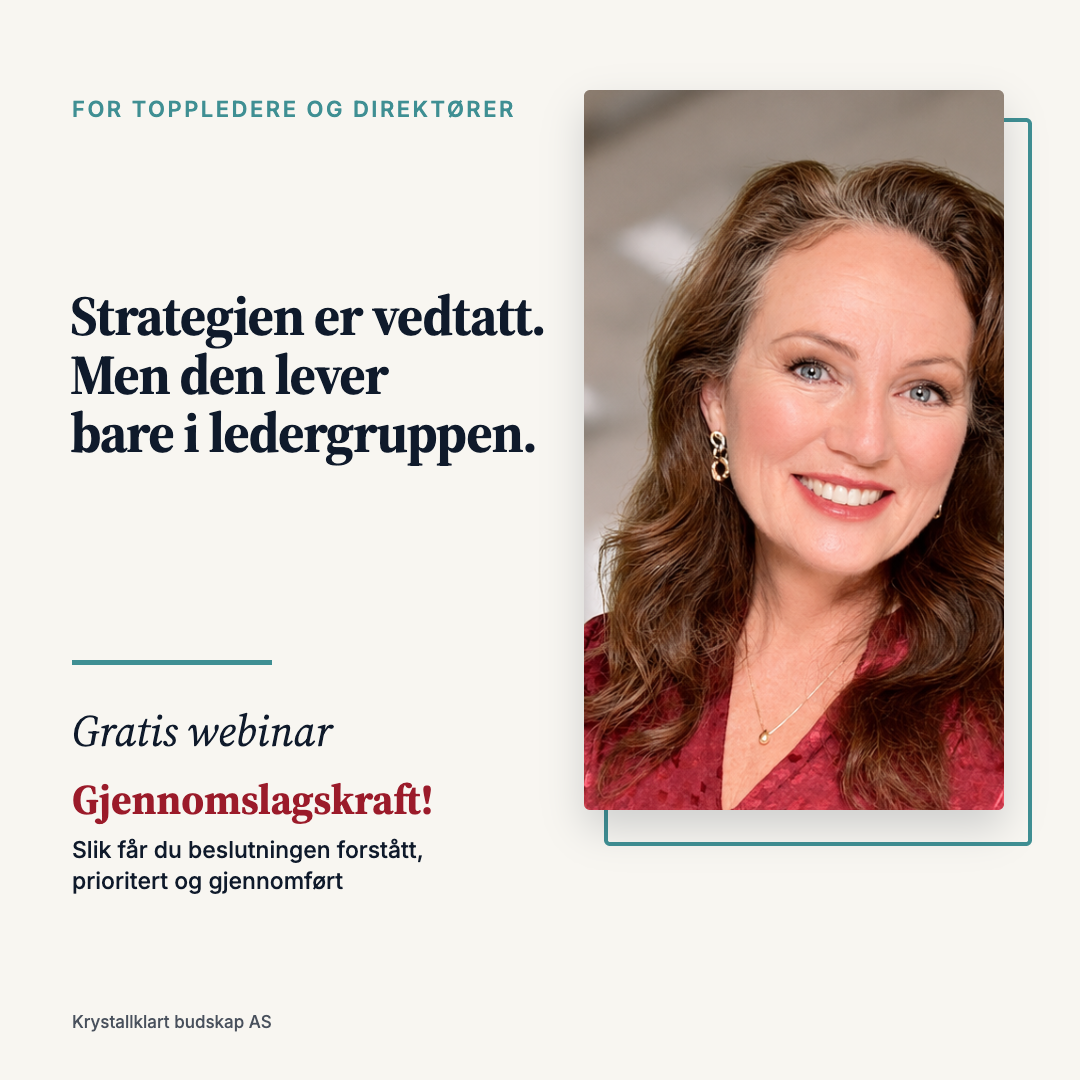 FOR TOPPLEDERE OG DIREKTØRER
Strategien er vedtatt.
Men den lever
bare i ledergruppen.
Gratis webinar
Gjennomslagskraft!
Slik får du beslutningen forstått,
prioritert og gjennomført
Krystallklart budskap AS